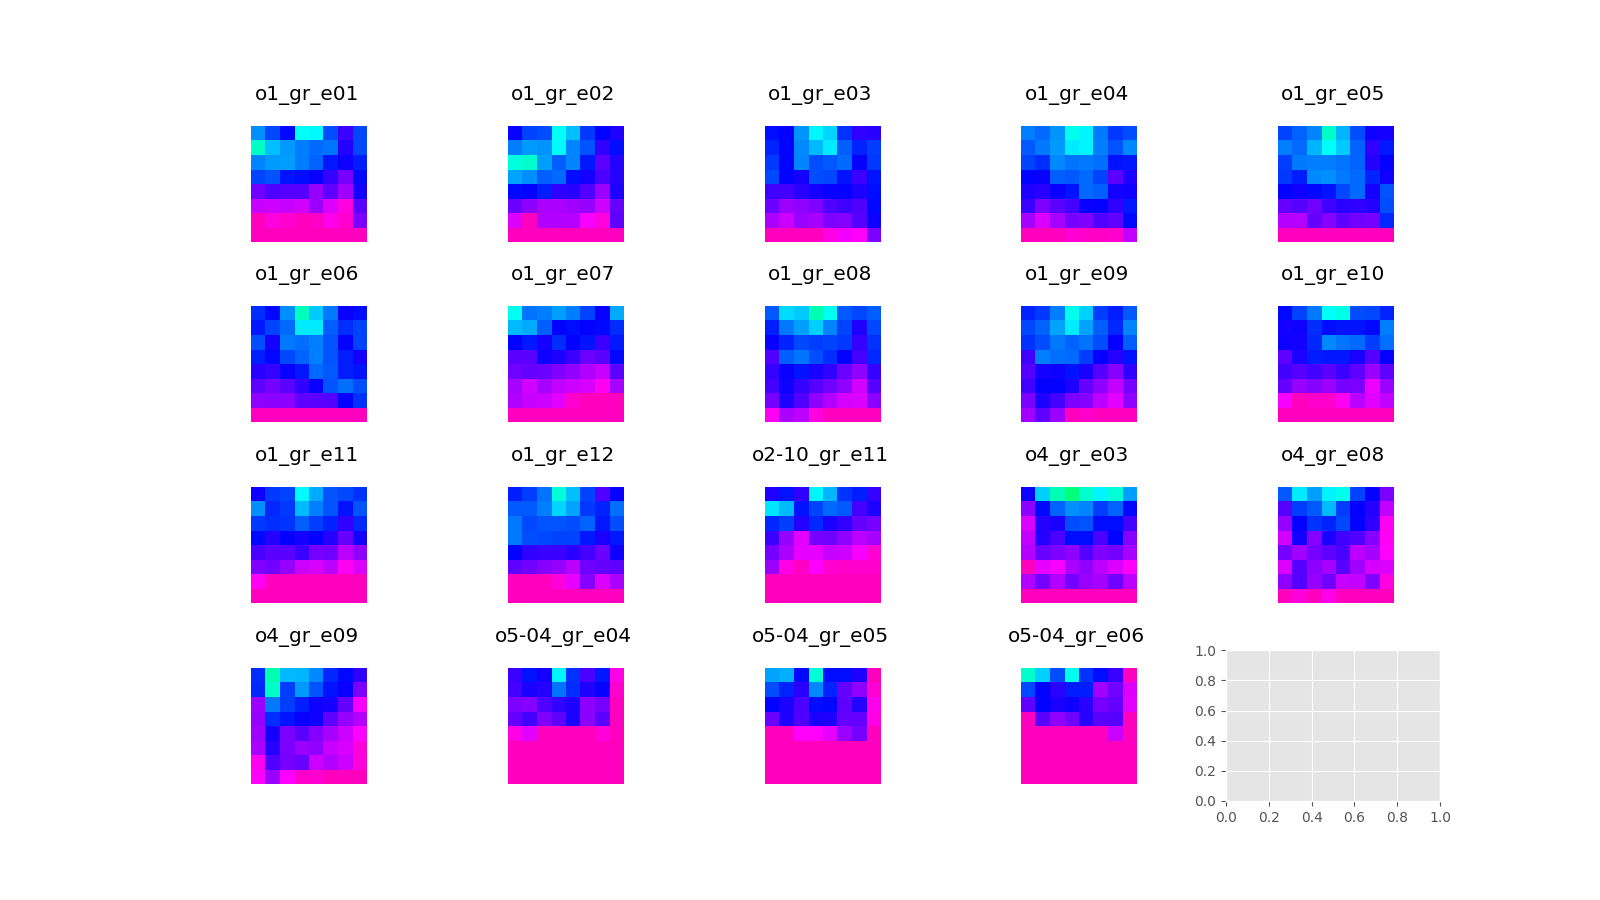 o1_gr_e01 o1_gr_e02 o1_gr_e03 o1_gr_e04 o1_gr_e05
o1_gr_e06 o1_gr_e07 o1_gr_e08 o1_gr_e09 o1_gr_e10
o1_gr_e11 o1_gr_e12 o2-10_gr_e11 o4_gr_e03 o4_gr_e08
o4_gr_e09 o5-04_gr_e04 o5-04_gr_e05 o5-04_gr_e06
1.0
0.8
0.6
0.4
0.2
0.0
0.0 0.2 0.4 0.6 0.8 1.0